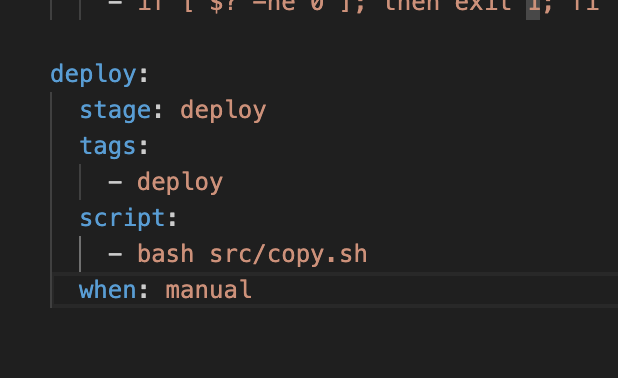 - if [ $? -ne 0 ]; then exit 1; fi
deploy:
stage: deploy
tags:
- deploy
script:
- bash src/copy.sh
when: manual